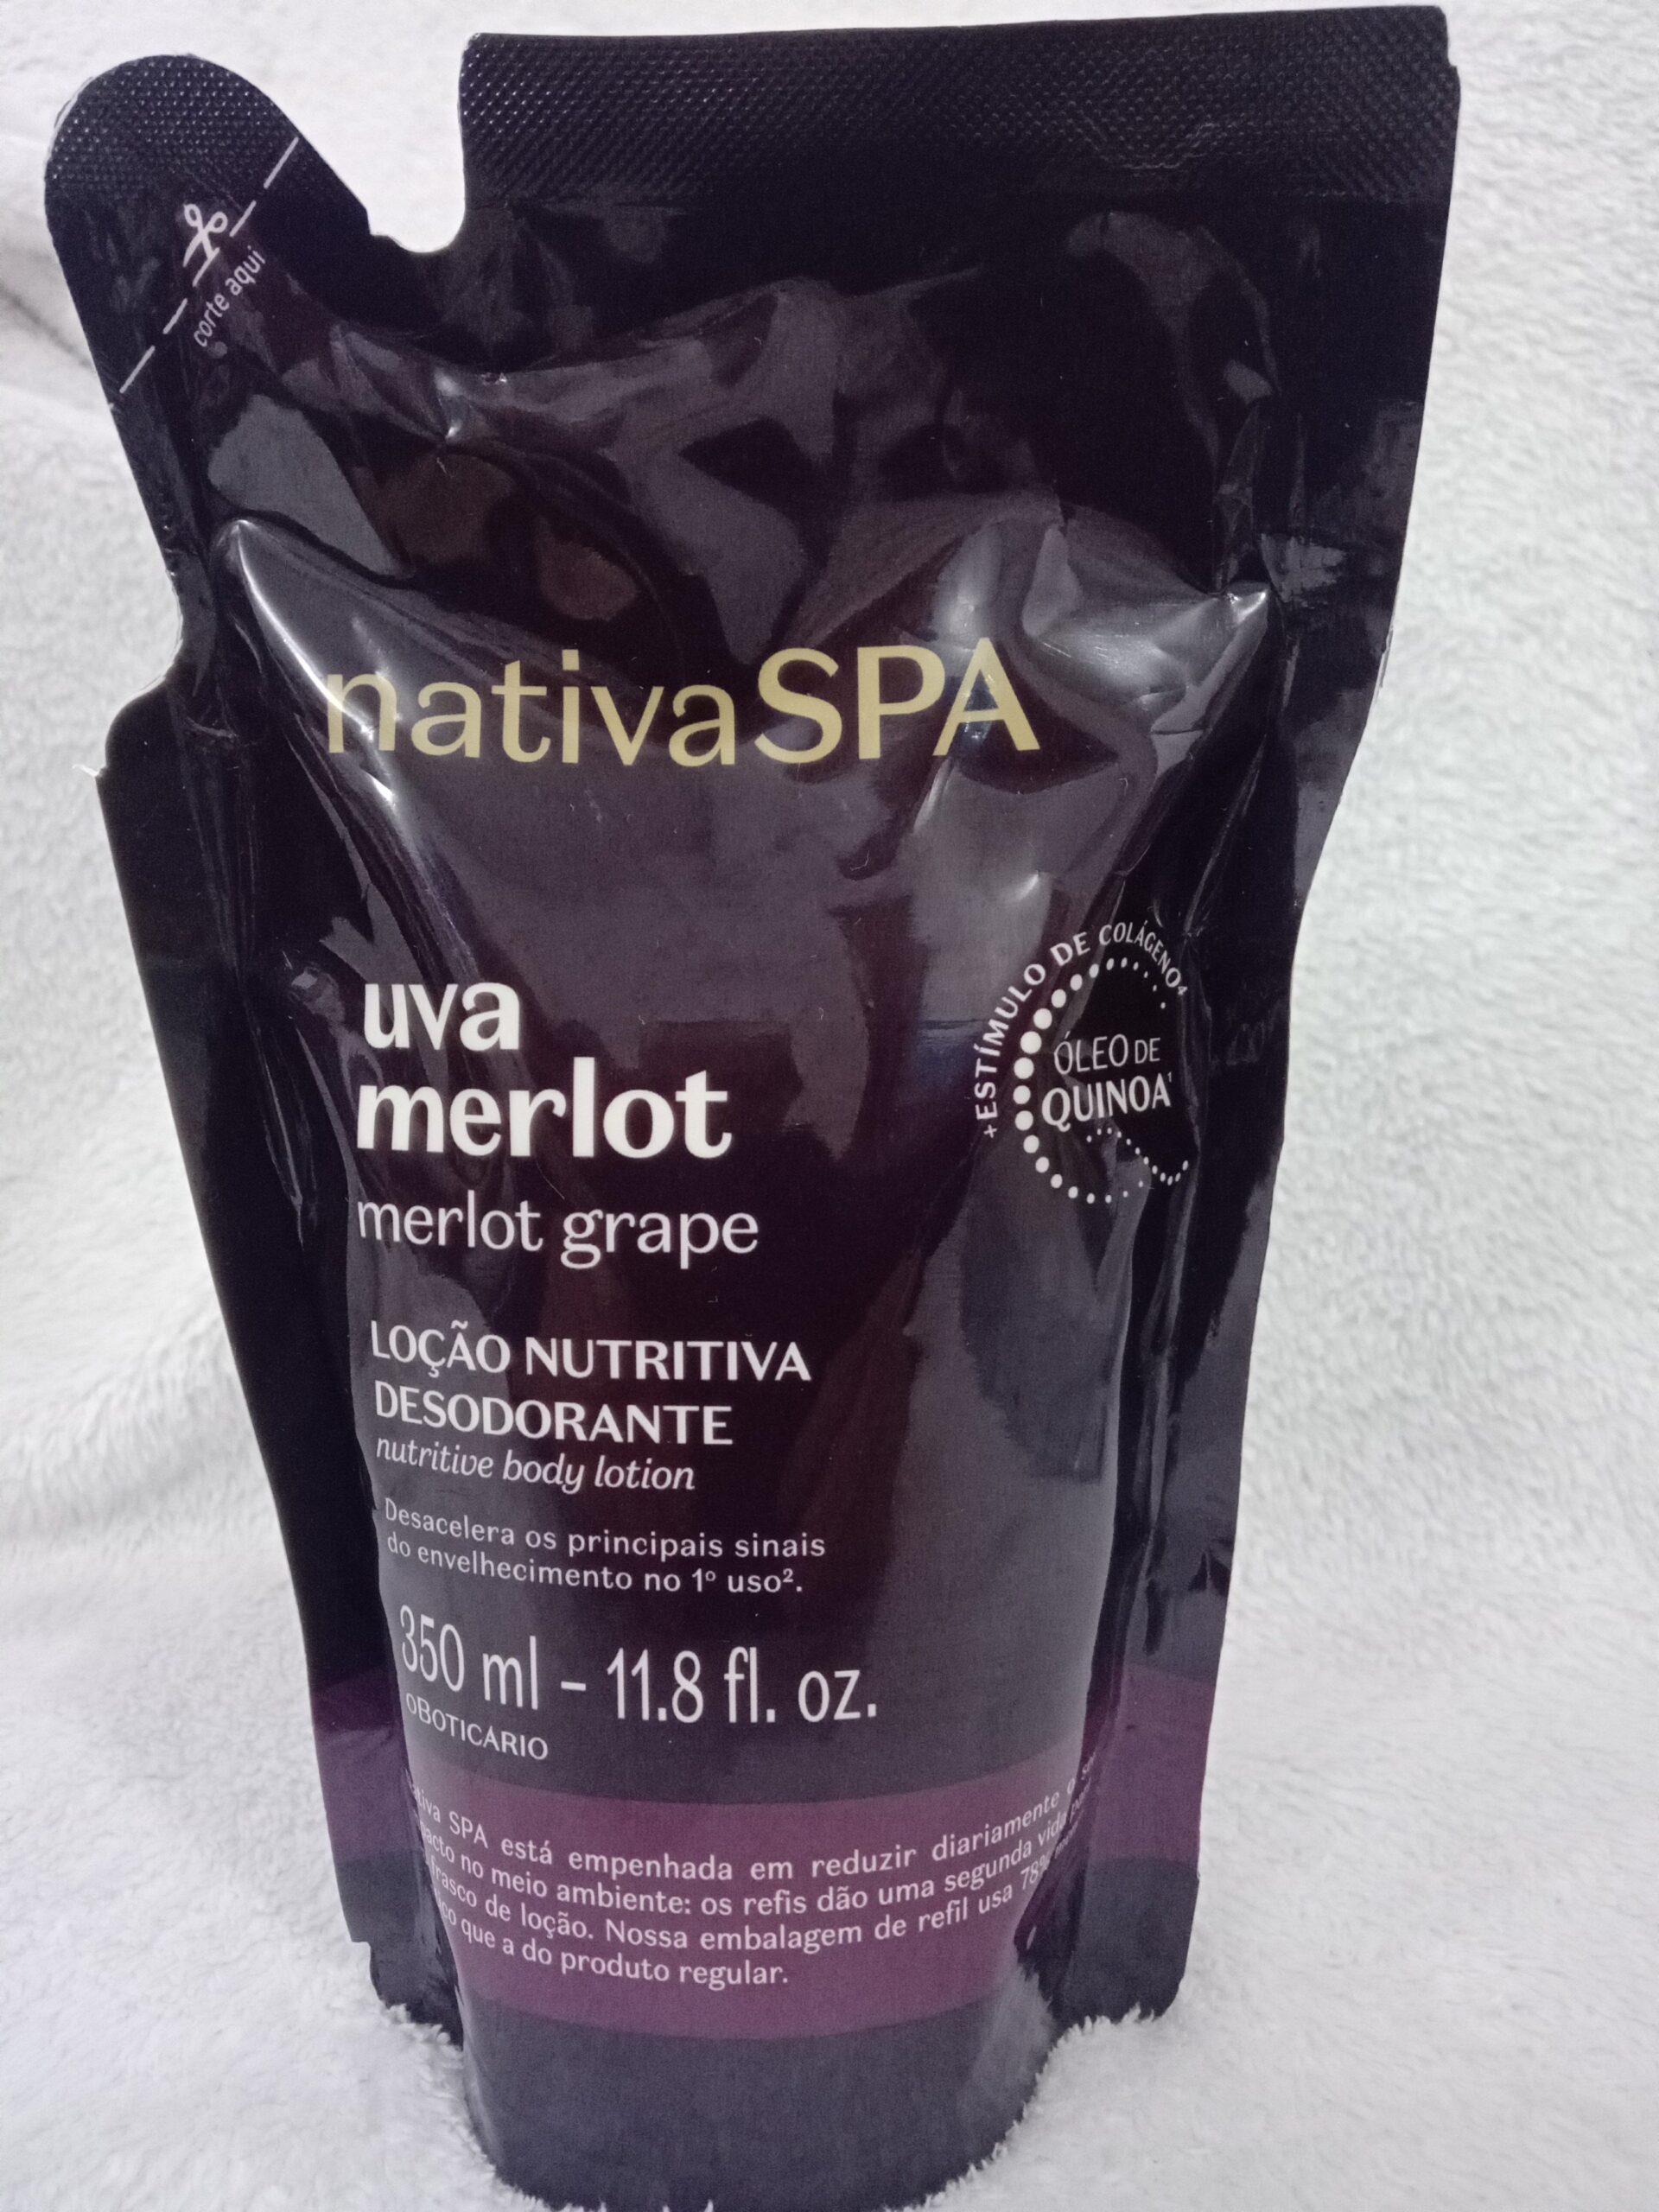 corte aqui
nativaSPA
uva
merlot
merlot grape
+ ESTÍMULO DE COLÁGENO⁴
ÓLEO DE
QUINOA¹
LOÇÃO NUTRITIVA
DESODORANTE
nutritive body lotion
Desacelera os principais sinais
do envelhecimento no 1º uso².
350 ml - 11.8 fl. oz.
oBOTICÁRIO
SPA está empenhada em reduzir diariamente o
no meio ambiente: os refis dão uma segunda vida
de loção. Nossa embalagem de refil usa 78%
que a do produto regular.